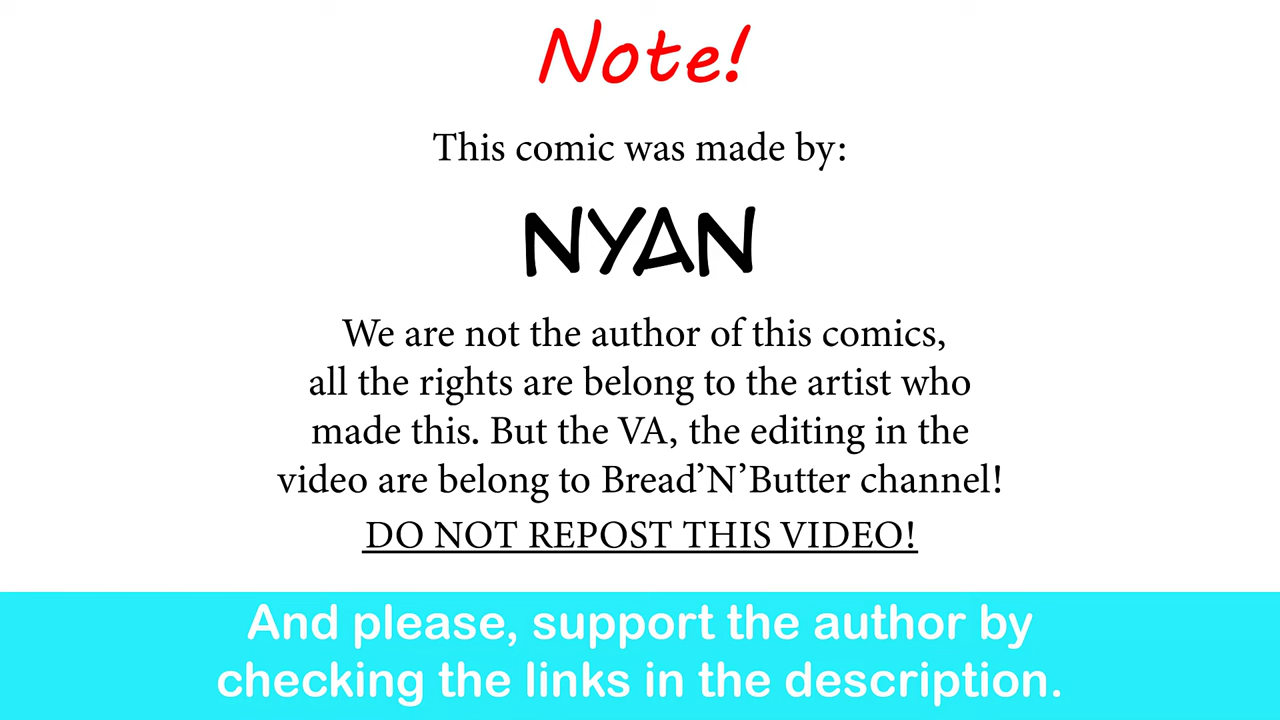 Note!
This comic was made by:
NYAN
We are not the author of this comics,
all the rights are belong to the artist who
made this. But the VA, the editing in the
video are belong to Bread’N’Butter channel!
DO NOT REPOST THIS VIDEO!
And please, support the author by
checking the links in the description.